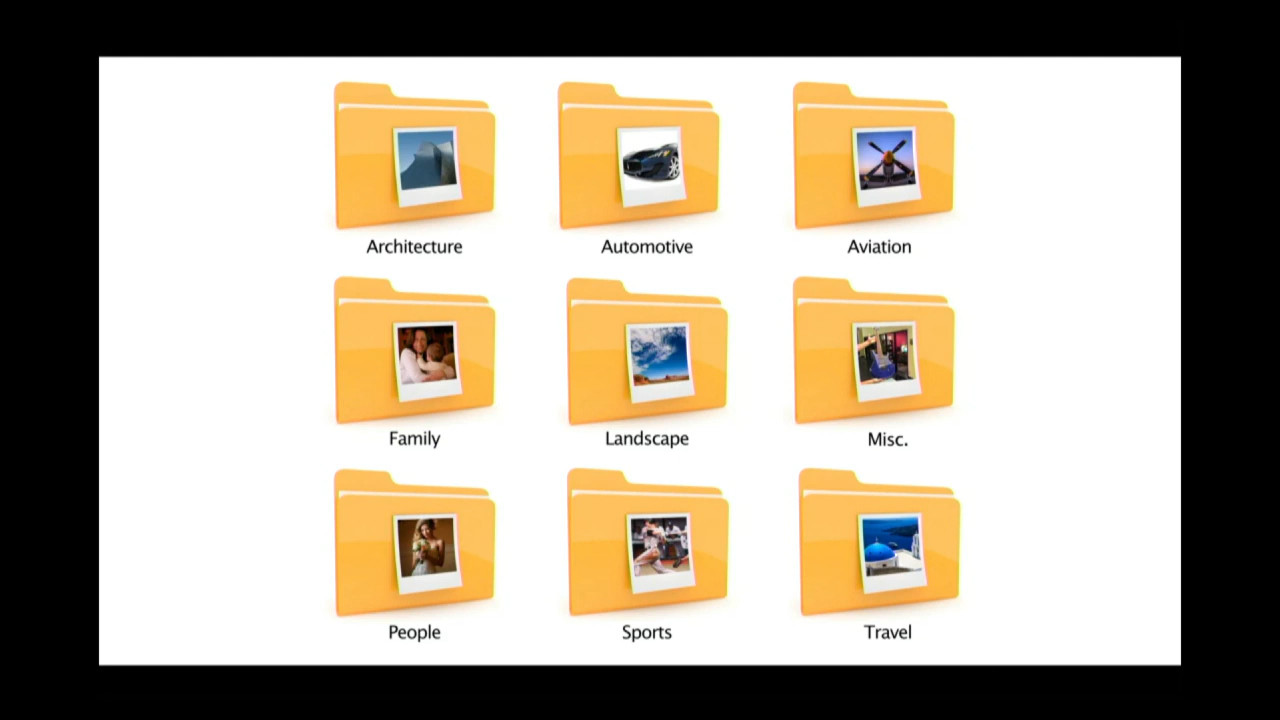 Architecture
Automotive
Aviation
Family
Landscape
Misc.
People
Sports
Travel